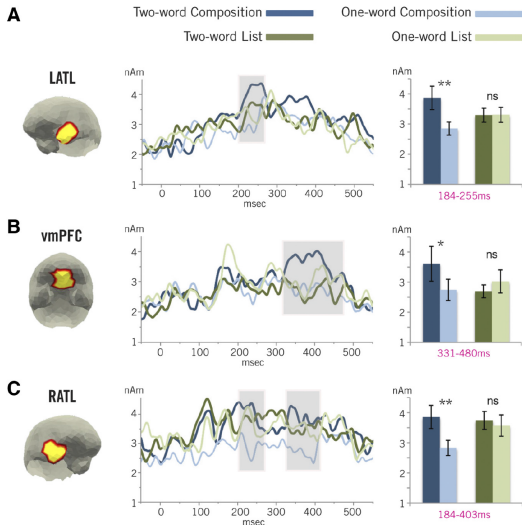 A
Two-word Composition
One-word Composition
Two-word List
One-word List
LATL
nAm
4
3
2
1
0 100 200 300 400 500
msec
nAm
4
3
2
1
**
ns
184-255ms
B
vmPFC
nAm
4
3
2
1
0 100 200 300 400 500
msec
nAm
4
3
2
1
*
ns
331-480ms
C
RATL
nAm
4
3
2
1
0 100 200 300 400 500
msec
nAm
4
3
2
1
**
ns
184-403ms